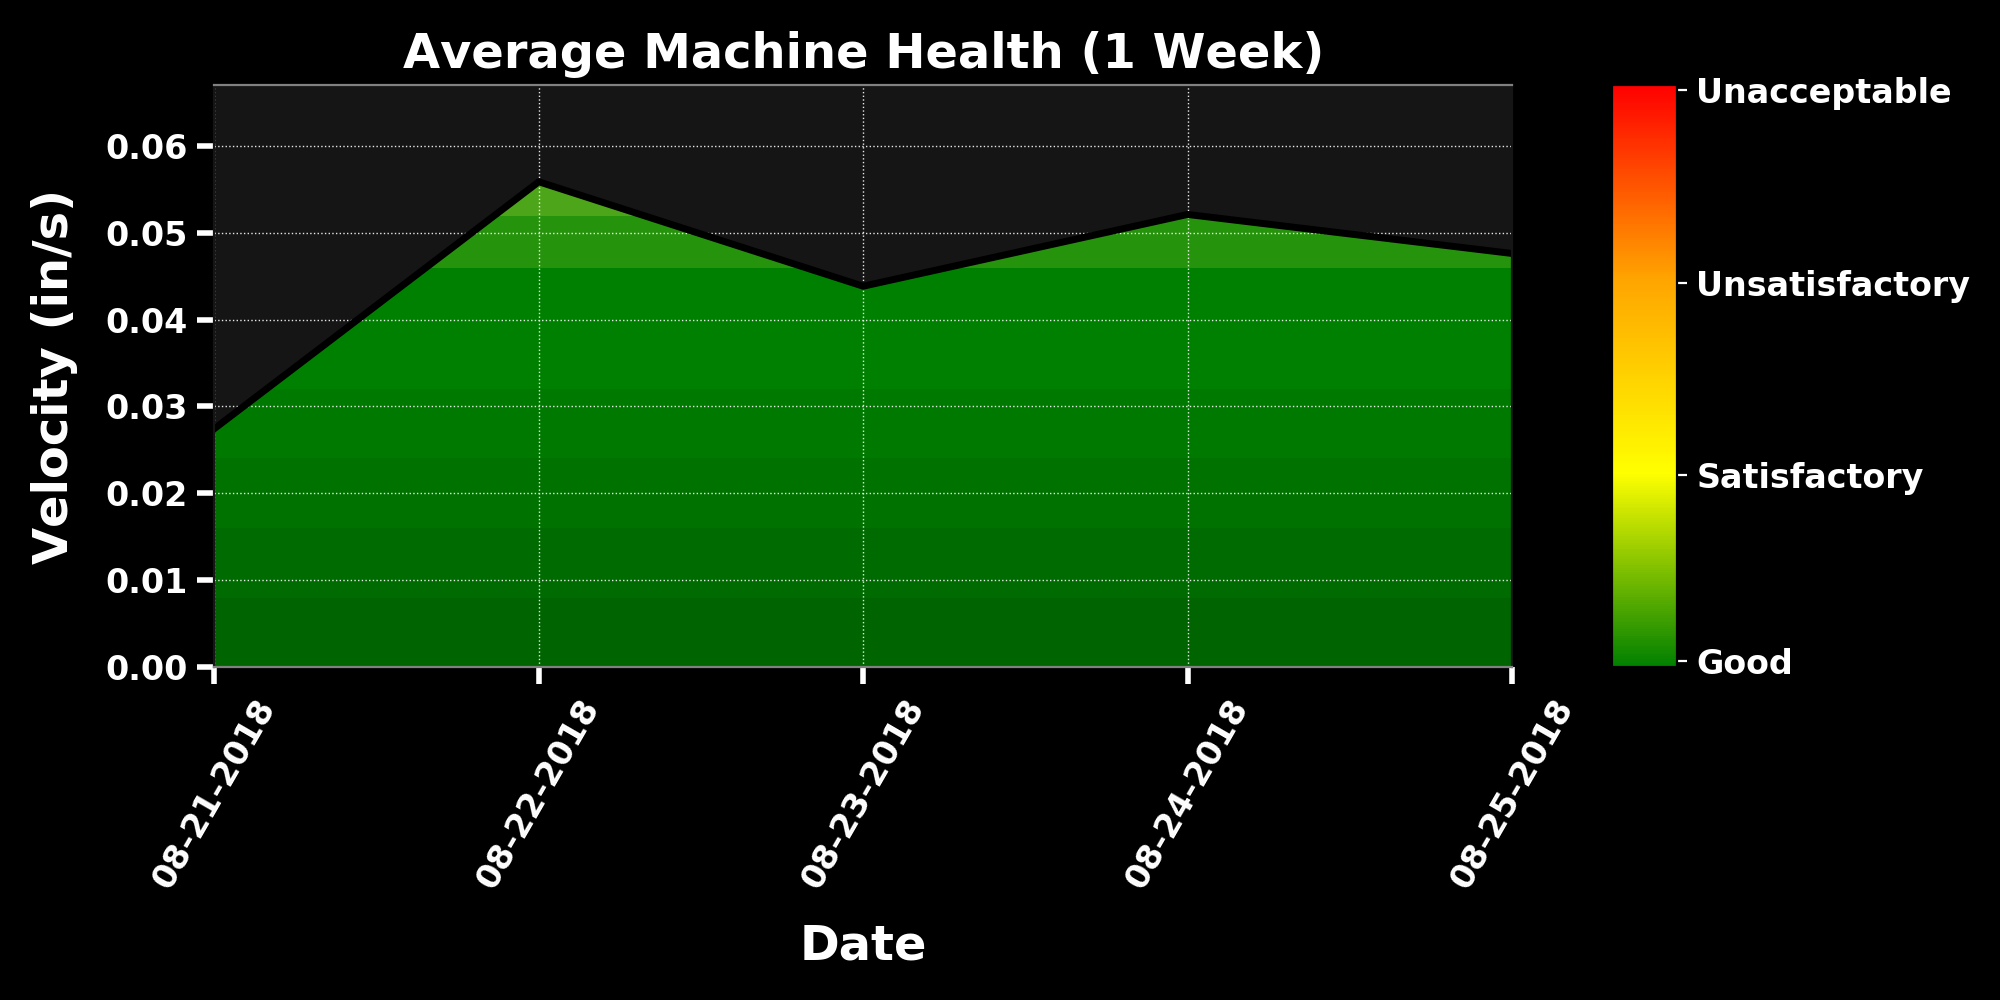 Average Machine Health (1 Week)
Velocity (in/s)
0.06
0.05
0.04
0.03
0.02
0.01
0.00
08-21-2018
08-22-2018
08-23-2018
08-24-2018
08-25-2018
Date
Unacceptable
Unsatisfactory
Satisfactory
Good